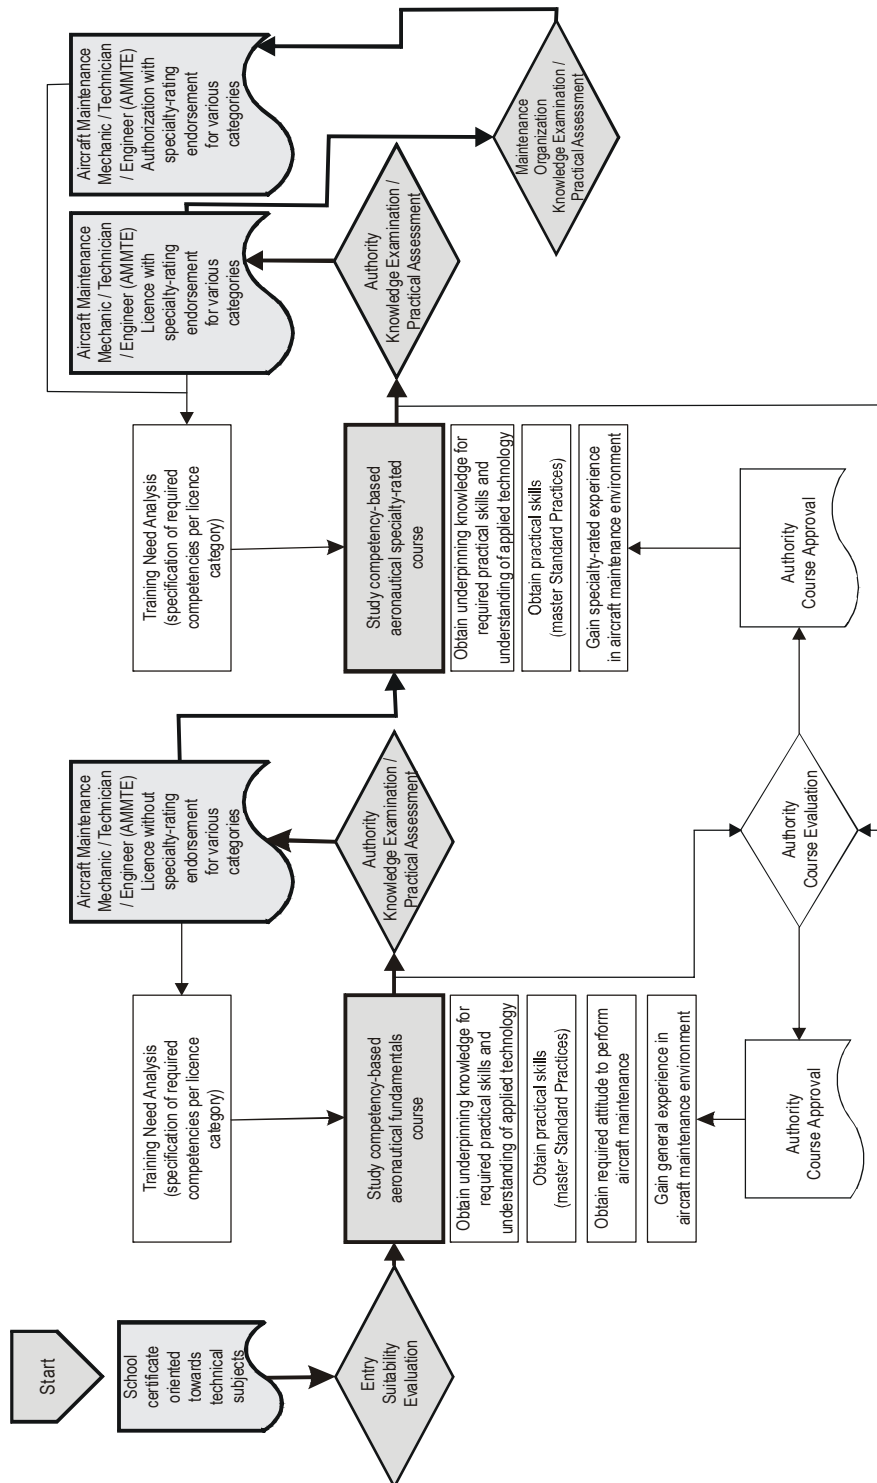 Start
School
certificate
oriented
towards
technical
subjects
Entry
Suitability
Evaluation
Training Need Analysis
(specification of required
competencies per licence
category)
Study competency-based
aeronautical fundamentals
course
Obtain underpinning knowledge for
required practical skills and
understanding of applied technology
Obtain practical skills
(master Standard Practices)
Obtain required attitude to perform
aircraft maintenance
Gain general experience in
aircraft maintenance environment
Authority
Course Approval
Aircraft Maintenance
Mechanic / Technician
/ Engineer (AMMTE)
Licence without
specialty-rating
endorsement
for various
categories
Authority
Knowledge Examination /
Practical Assessment
Authority
Course Evaluation
Training Need Analysis
(specification of required
competencies per licence
category)
Study competency-based
aeronautical specialty-rated
course
Obtain underpinning knowledge for
required practical skills and
understanding of applied technology
Obtain practical skills
(master Standard Practices)
Gain specialty-rated experience
in aircraft maintenance environment
Authority
Course Approval
Aircraft Maintenance
Mechanic / Technician
/ Engineer (AMMTE)
Licence with
specialty-rating
endorsement
for various
categories
Authority
Knowledge Examination /
Practical Assessment
Aircraft Maintenance
Mechanic / Technician
/ Engineer (AMMTE)
Authorization with
specialty-rating
endorsement
for various
categories
Maintenance
Organization
Knowledge Examination /
Practical Assessment